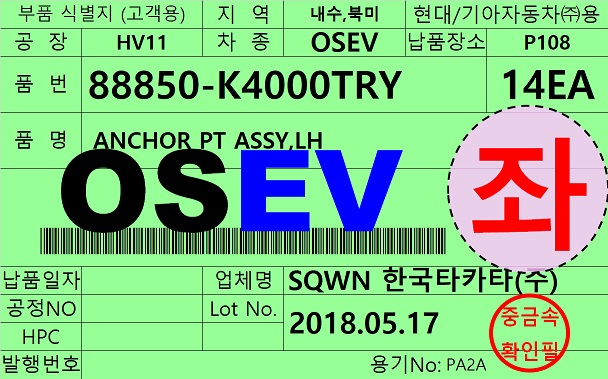 부품 식별지 (고객용) 지 역 내수,북미 현대/기아자동차㈜용
공 장 HV11 차 종 OSEV 납품장소 P108
품 번 88850-K4000TRY 14EA
품 명 ANCHOR PT ASSY,LH
OSEV 좌
납품일자 업체명 SQWN 한국타카타(주)
공정NO Lot No. 2018.05.17 중금속
HPC 확인필
발행번호 용기No: PA2A